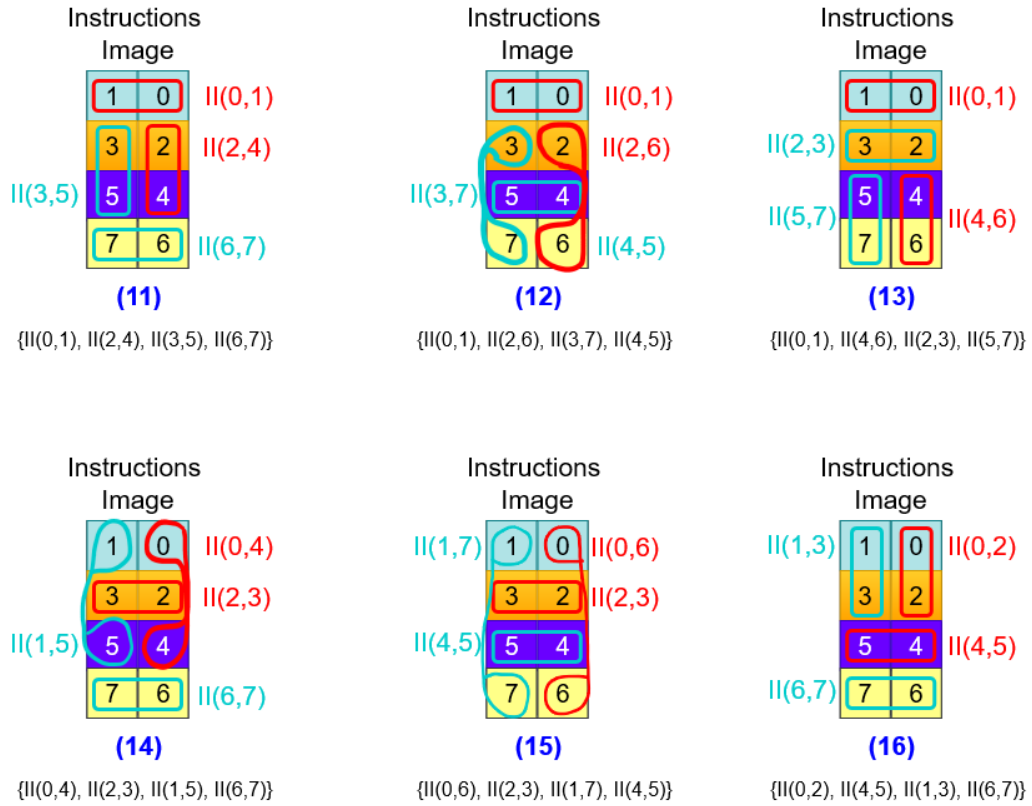 Instructions
Image
1 0 II(0,1)
3 2 II(2,4)
II(3,5) 5 4
7 6 II(6,7)
(11)
{II(0,1), II(2,4), II(3,5), II(6,7)}
Instructions
Image
1 0 II(0,1)
3 2 II(2,6)
II(3,7) 5 4
7 6 II(4,5)
(12)
{II(0,1), II(2,6), II(3,7), II(4,5)}
Instructions
Image
1 0 II(0,1)
II(2,3) 3 2
5 4
II(5,7) II(4,6)
7 6
(13)
{II(0,1), II(4,6), II(2,3), II(5,7)}
Instructions
Image
1 0 II(0,4)
3 2 II(2,3)
II(1,5) 5 4
7 6 II(6,7)
(14)
{II(0,4), II(2,3), II(1,5), II(6,7)}
Instructions
Image
II(1,7) 1 0 II(0,6)
3 2 II(2,3)
II(4,5) 5 4
7 6
(15)
{II(0,6), II(2,3), II(1,7), II(4,5)}
Instructions
Image
II(1,3) 1 0 II(0,2)
3 2
5 4 II(4,5)
II(6,7) 7 6
(16)
{II(0,2), II(4,5), II(1,3), II(6,7)}